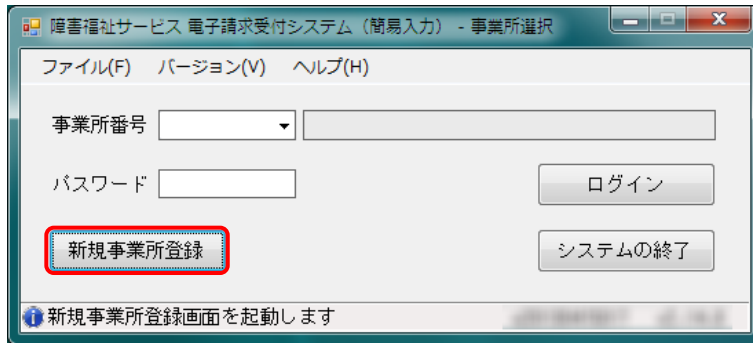 障害福祉サービス 電子請求受付システム（簡易入力） - 事業所選択
ファイル(F) バージョン(V) ヘルプ(H)
事業所番号
パスワード
ログイン
新規事業所登録
システムの終了
新規事業所登録画面を起動します